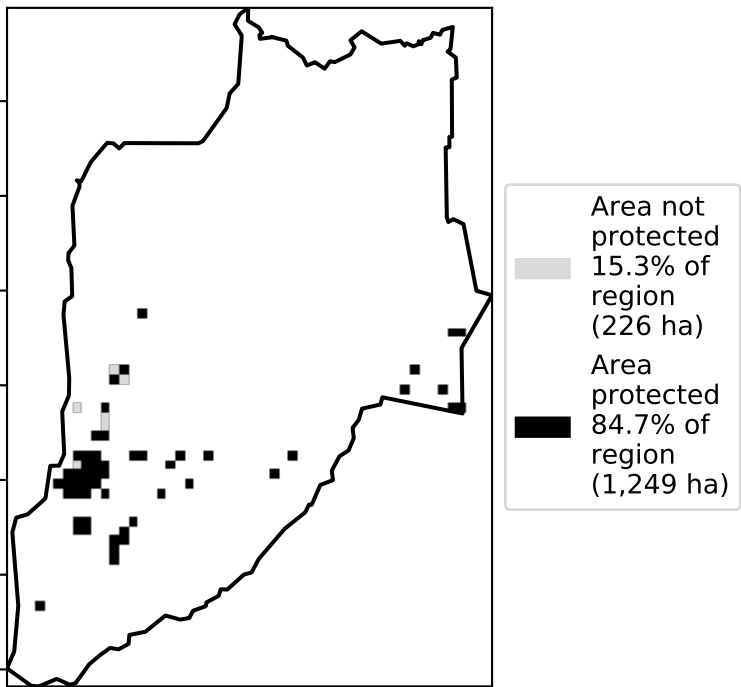 Area not
protected
15.3% of
region
(226 ha)
Area
protected
84.7% of
region
(1,249 ha)